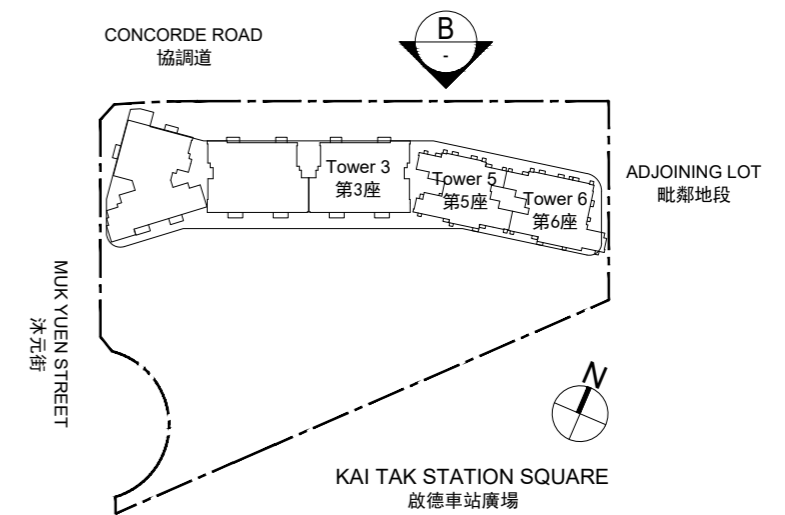 CONCORDE ROAD
協調道
B
-
Tower 3
第3座
Tower 5
第5座
Tower 6
第6座
ADJOINING LOT
毗鄰地段
MUK YUEN STREET
沐元街
N
KAI TAK STATION SQUARE
啟德車站廣場